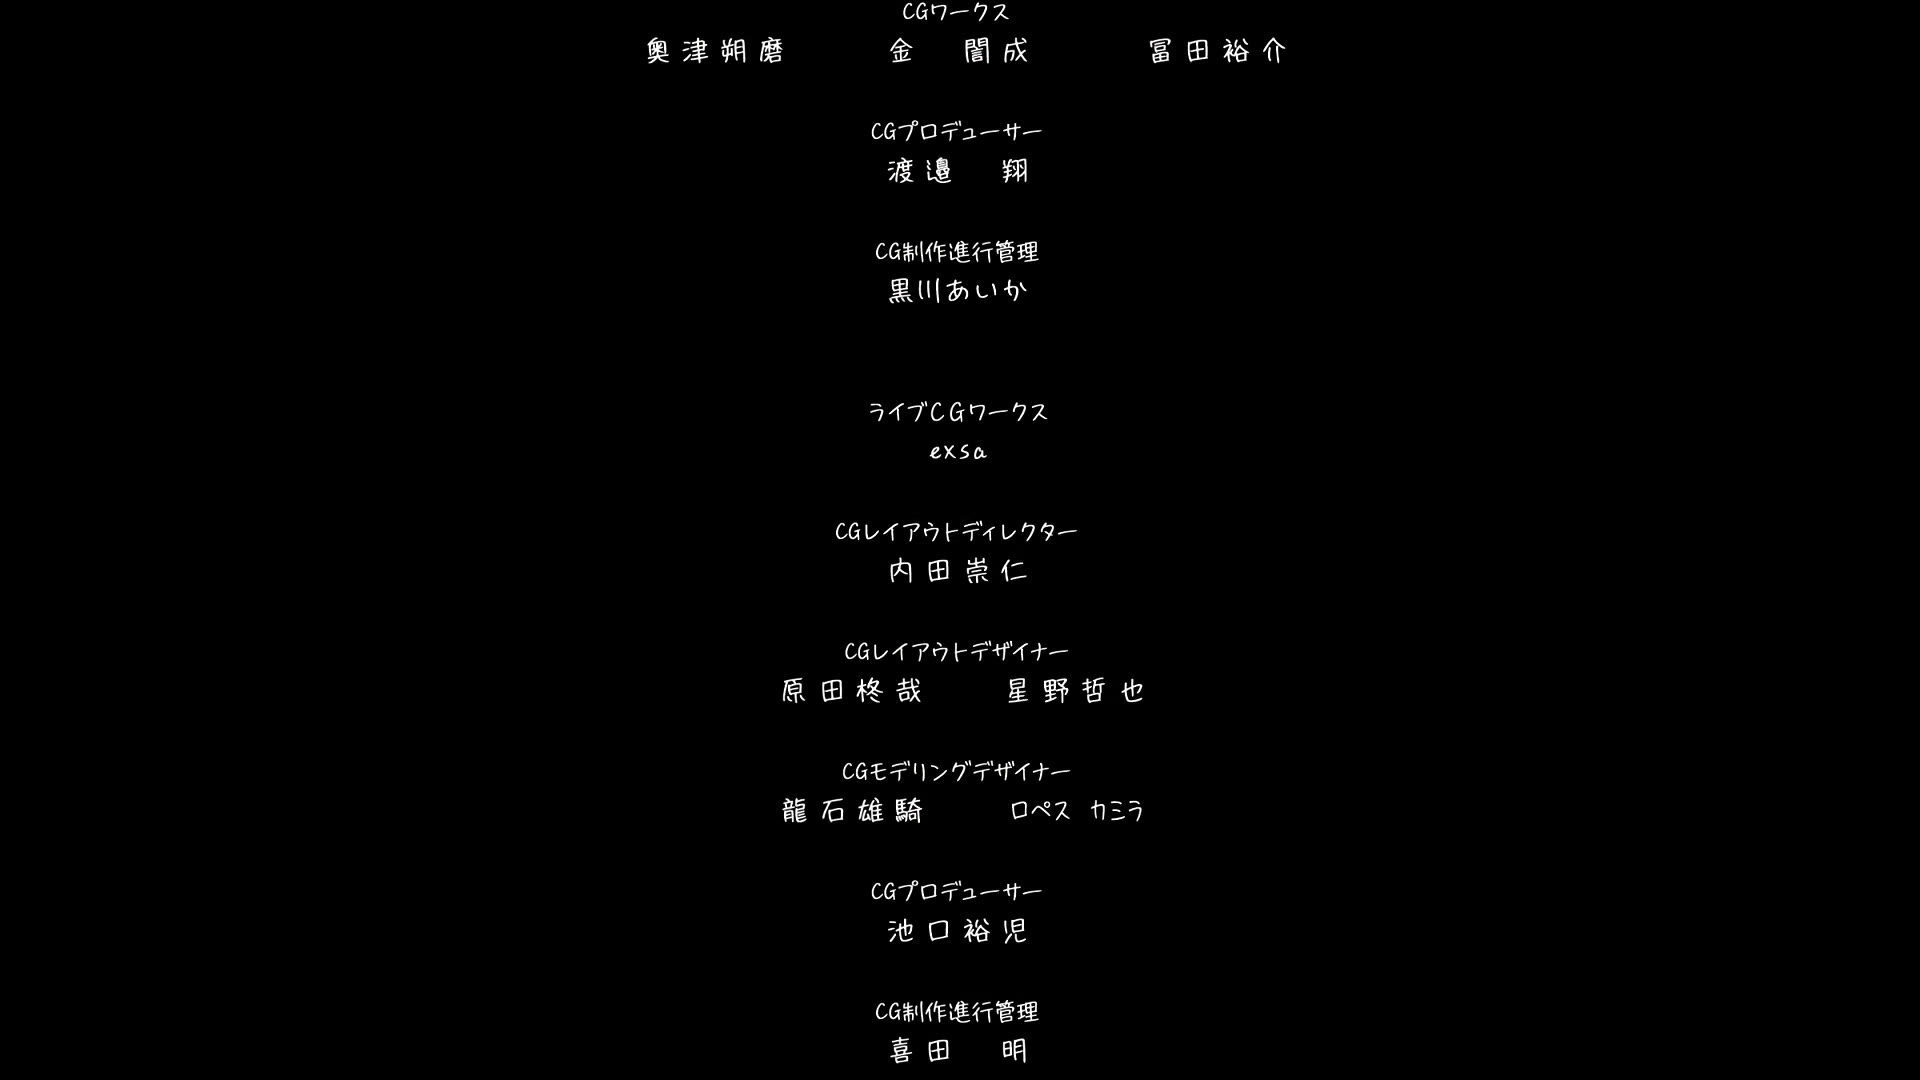 CGワークス
奥津朔磨 金 誾成 冨田裕介
CGプロデューサー
渡邉 翔
CG制作進行管理
黒川あいか
ライブCGワークス
exsa
CGレイアウトディレクター
内田崇仁
CGレイアウトデザイナー
原田柊哉 星野哲也
CGモデリングデザイナー
龍石雄騎 ロペス カミラ
CGプロデューサー
池口裕児
CG制作進行管理
喜田 明